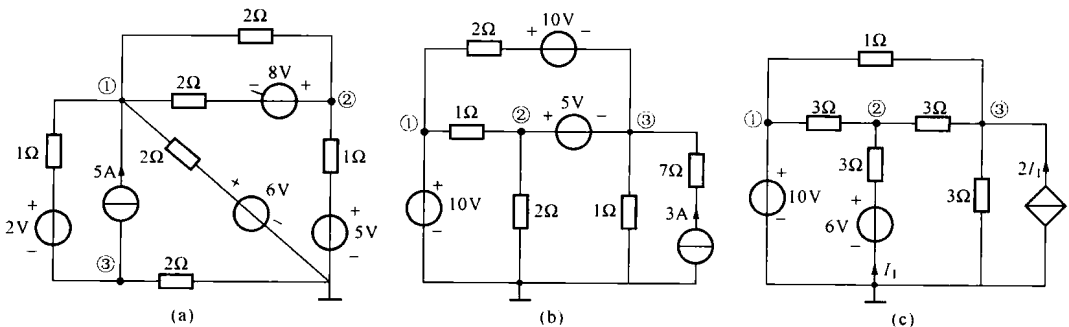 2Ω
① 2Ω − 8V + ②
1Ω 5A 2Ω + 6V − 1Ω
+ 2V − + 5V −
③ 2Ω
(a)
2Ω + 10V −
① 1Ω ② + 5V − ③
+ 10V − 2Ω 1Ω 7Ω
3A
(b)
1Ω
① 3Ω ② 3Ω ③
+ 10V − 3Ω 3Ω 2I₁
+ 6V −
I₁
(c)